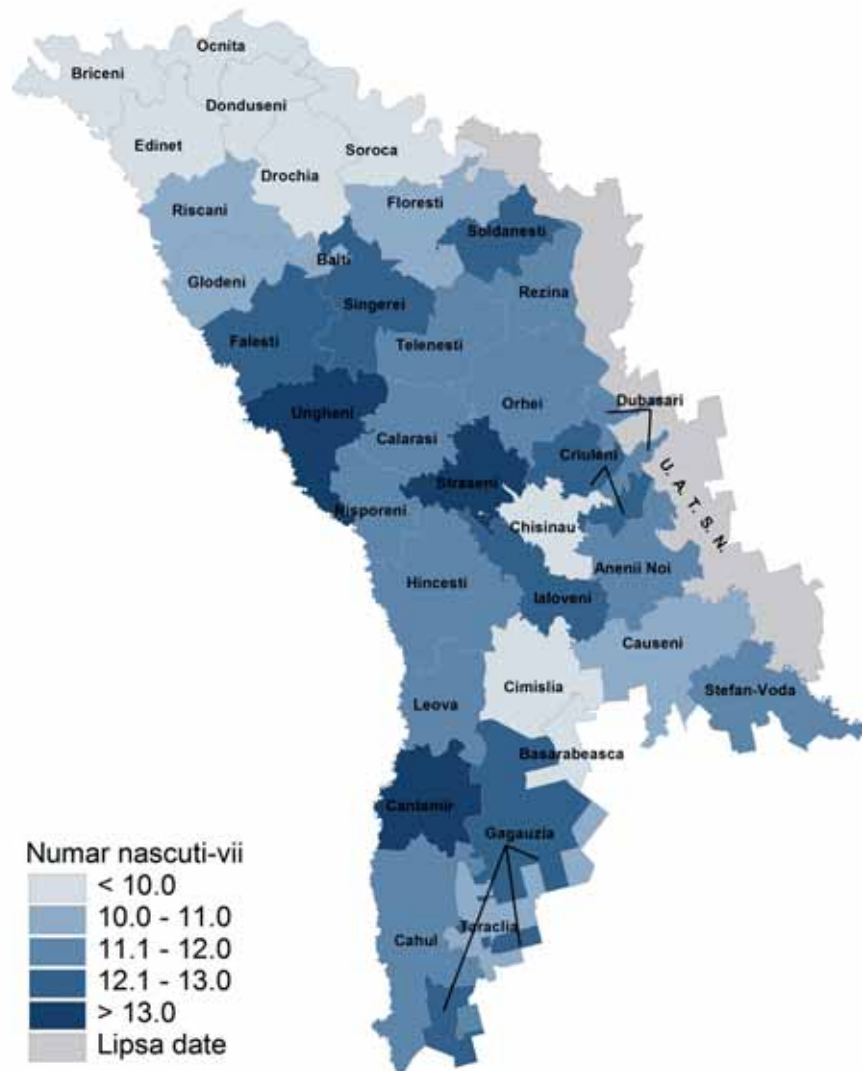 Ocnita
Briceni
Donduseni
Edinet
Soroca
Drochia
Floresti
Riscani
Soldanesti
Balti
Glodeni
Rezina
Singerei
Falesti
Telenesti
Dubasari
Orhei
Ungheni
Calarasi
Criuleni
Straseni
U. A. T. S. N.
Nisporeni
Chisinau
Anenii Noi
Hincesti
Ialoveni
Causeni
Cimislia
Stefan-Voda
Leova
Basarabeasca
Cantemir
Gagauzia
Taraclia
Cahul
Numar nascuti-vii
< 10.0
10.0 - 11.0
11.1 - 12.0
12.1 - 13.0
> 13.0
Lipsa date